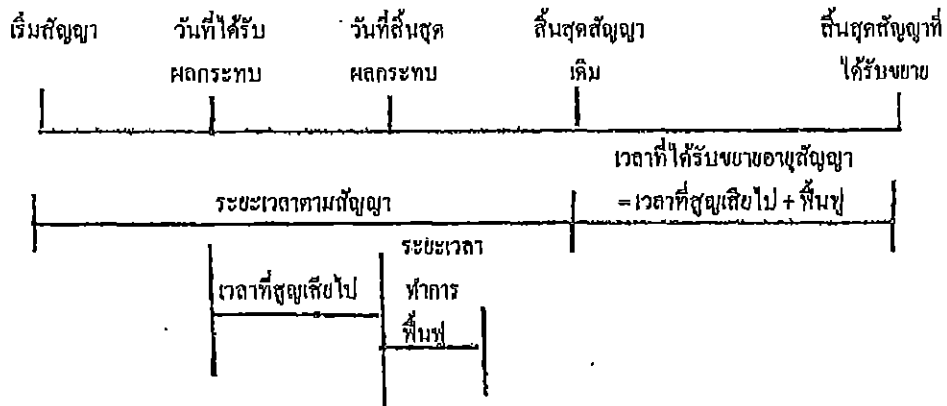 เริ่มสัญญา วันที่ได้รับ วันที่สิ้นสุด สิ้นสุดสัญญา สิ้นสุดสัญญาที่
ผลกระทบ ผลกระทบ เดิม ได้รับขยาย
เวลาที่ได้รับขยายอายุสัญญา
ระยะเวลาตามสัญญา = เวลาที่สูญเสียไป + ฟื้นฟู
ระยะเวลา
เวลาที่สูญเสียไป ทำการ
ฟื้นฟู